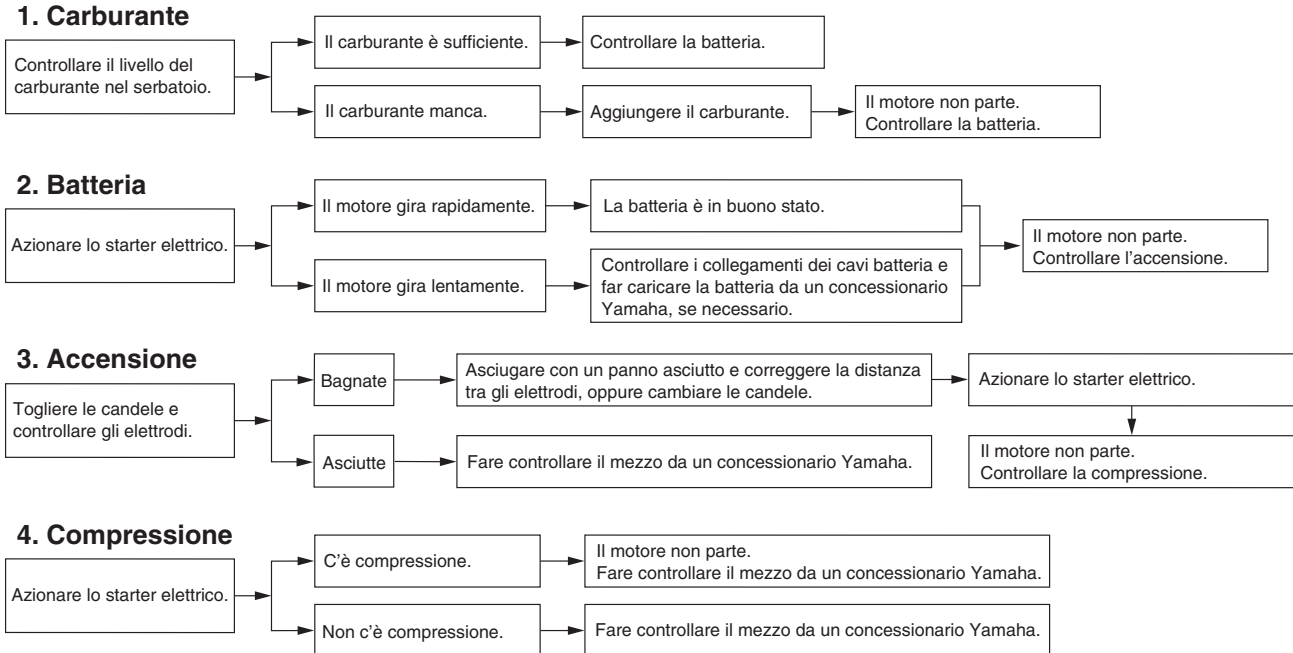 1. Carburante
Controllare il livello del
carburante nel serbatoio.
Il carburante è sufficiente.
Controllare la batteria.
Il carburante manca.
Aggiungere il carburante.
Il motore non parte.
Controllare la batteria.
2. Batteria
Azionare lo starter elettrico.
Il motore gira rapidamente.
La batteria è in buono stato.
Il motore gira lentamente.
Controllare i collegamenti dei cavi batteria e
far caricare la batteria da un concessionario
Yamaha, se necessario.
Il motore non parte.
Controllare l’accensione.
3. Accensione
Togliere le candele e
controllare gli elettrodi.
Bagnate
Asciugare con un panno asciutto e correggere la distanza
tra gli elettrodi, oppure cambiare le candele.
Azionare lo starter elettrico.
Asciutte
Fare controllare il mezzo da un concessionario Yamaha.
Il motore non parte.
Controllare la compressione.
4. Compressione
Azionare lo starter elettrico.
C’è compressione.
Il motore non parte.
Fare controllare il mezzo da un concessionario Yamaha.
Non c’è compressione.
Fare controllare il mezzo da un concessionario Yamaha.